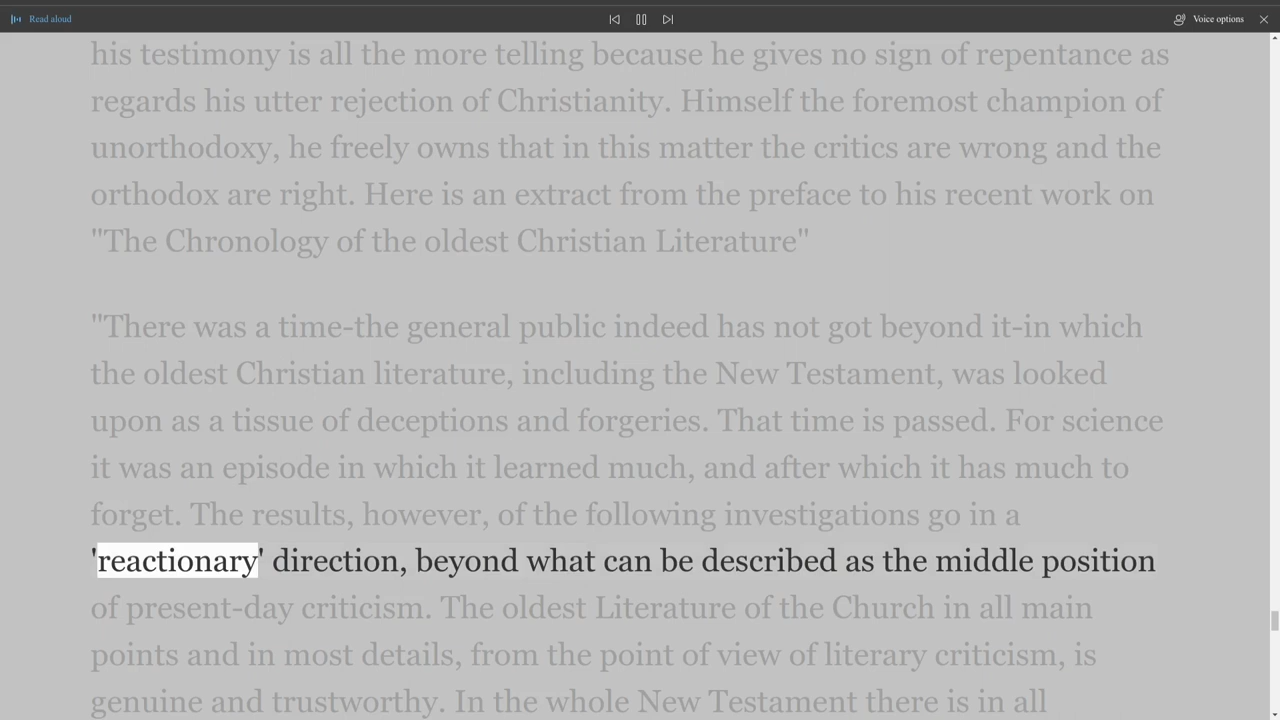 Read aloud
Voice options
his testimony is all the more telling because he gives no sign of repentance as
regards his utter rejection of Christianity. Himself the foremost champion of
unorthodoxy, he freely owns that in this matter the critics are wrong and the
orthodox are right. Here is an extract from the preface to his recent work on
"The Chronology of the oldest Christian Literature"
"There was a time-the general public indeed has not got beyond it-in which
the oldest Christian literature, including the New Testament, was looked
upon as a tissue of deceptions and forgeries. That time is passed. For science
it was an episode in which it learned much, and after which it has much to
forget. The results, however, of the following investigations go in a
'reactionary' direction, beyond what can be described as the middle position
of present-day criticism. The oldest Literature of the Church in all main
points and in most details, from the point of view of literary criticism, is
genuine and trustworthy. In the whole New Testament there is in all